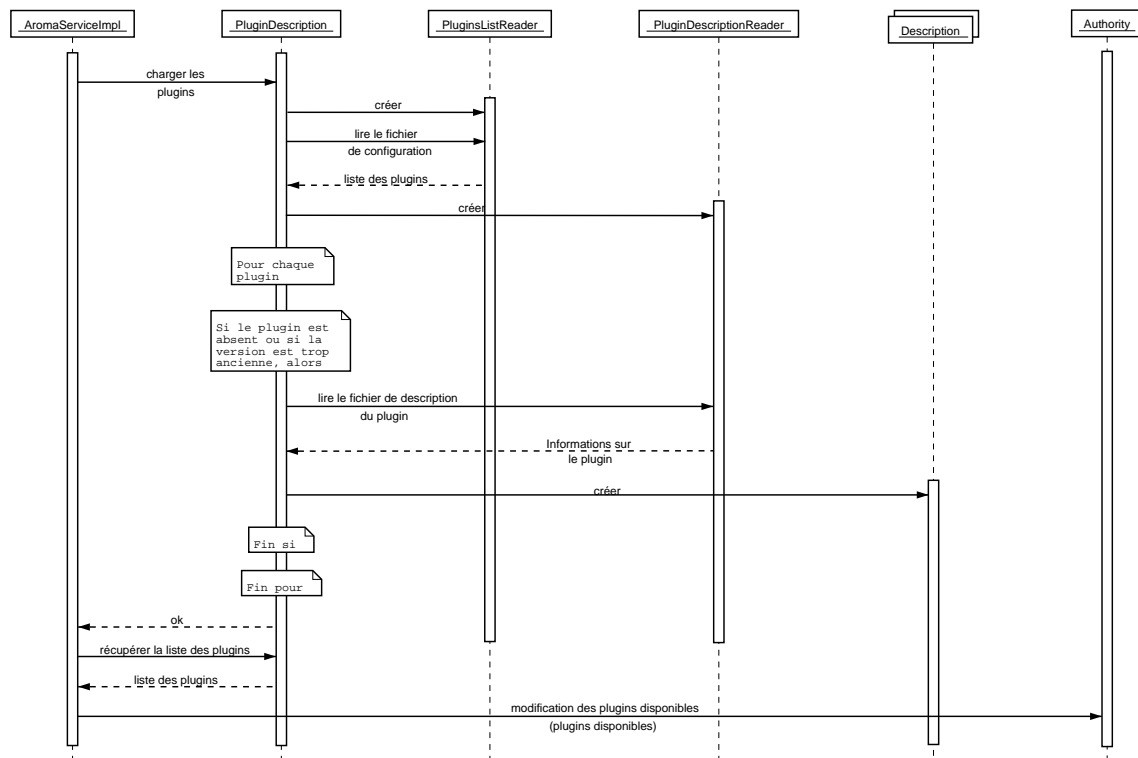 AromaServiceImpl
PluginDescription
PluginsListReader
PluginDescriptionReader
Description
Authority
charger les
plugins
créer
lire le fichier
de configuration
liste des plugins
créer
Pour chaque
plugin
Si le plugin est
absent ou si la
version est trop
ancienne, alors
lire le fichier de description
du plugin
Informations sur
le plugin
créer
Fin si
Fin pour
ok
récupérer la liste des plugins
liste des plugins
modification des plugins disponibles
(plugins disponibles)